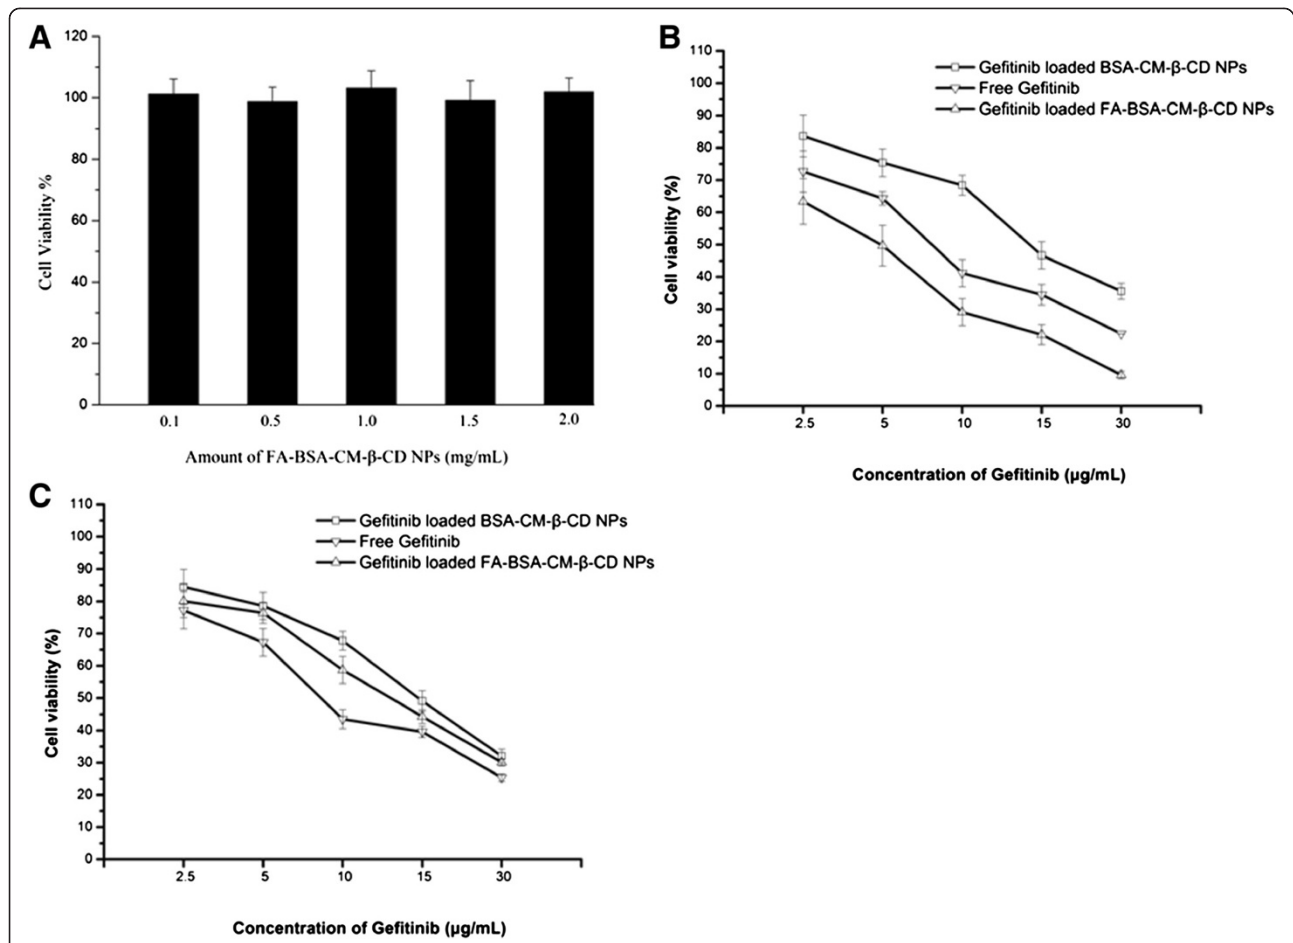 A
120
100
80
60
40
20
0
Cell Viability %
0.1 0.5 1.0 1.5 2.0
Amount of FA-BSA-CM-β-CD NPs (mg/mL)
B
110
100
90
80
70
60
50
40
30
20
10
0
Cell viability (%)
Gefitinib loaded BSA-CM-β-CD NPs
Free Gefitinib
Gefitinib loaded FA-BSA-CM-β-CD NPs
2.5 5 10 15 30
Concentration of Gefitinib (µg/mL)
C
110
100
90
80
70
60
50
40
30
20
10
0
Cell viability (%)
Gefitinib loaded BSA-CM-β-CD NPs
Free Gefitinib
Gefitinib loaded FA-BSA-CM-β-CD NPs
2.5 5 10 15 30
Concentration of Gefitinib (µg/mL)